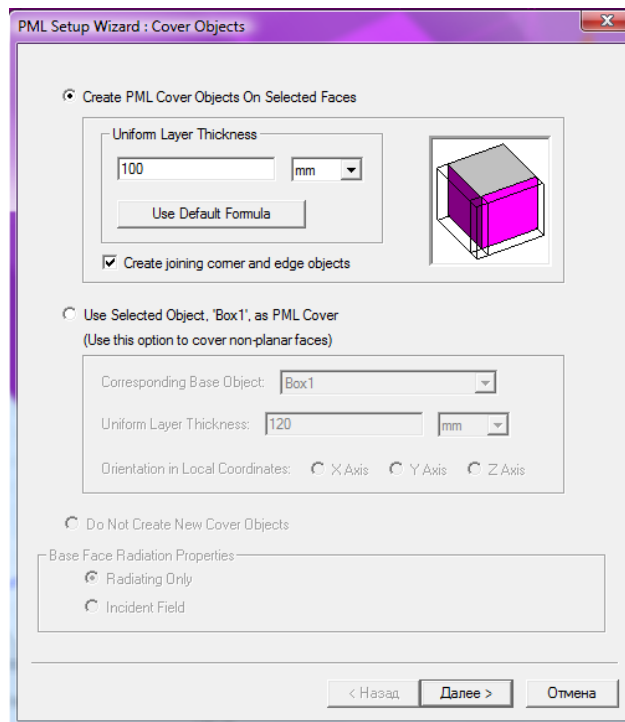 PML Setup Wizard : Cover Objects
Create PML Cover Objects On Selected Faces
Uniform Layer Thickness
100 mm
Use Default Formula
Create joining corner and edge objects
Use Selected Object, 'Box1', as PML Cover
(Use this option to cover non-planar faces)
Corresponding Base Object: Box1
Uniform Layer Thickness: 120 mm
Orientation in Local Coordinates: X Axis Y Axis Z Axis
Do Not Create New Cover Objects
Base Face Radiation Properties
Radiating Only
Incident Field
< Назад Далее > Отмена